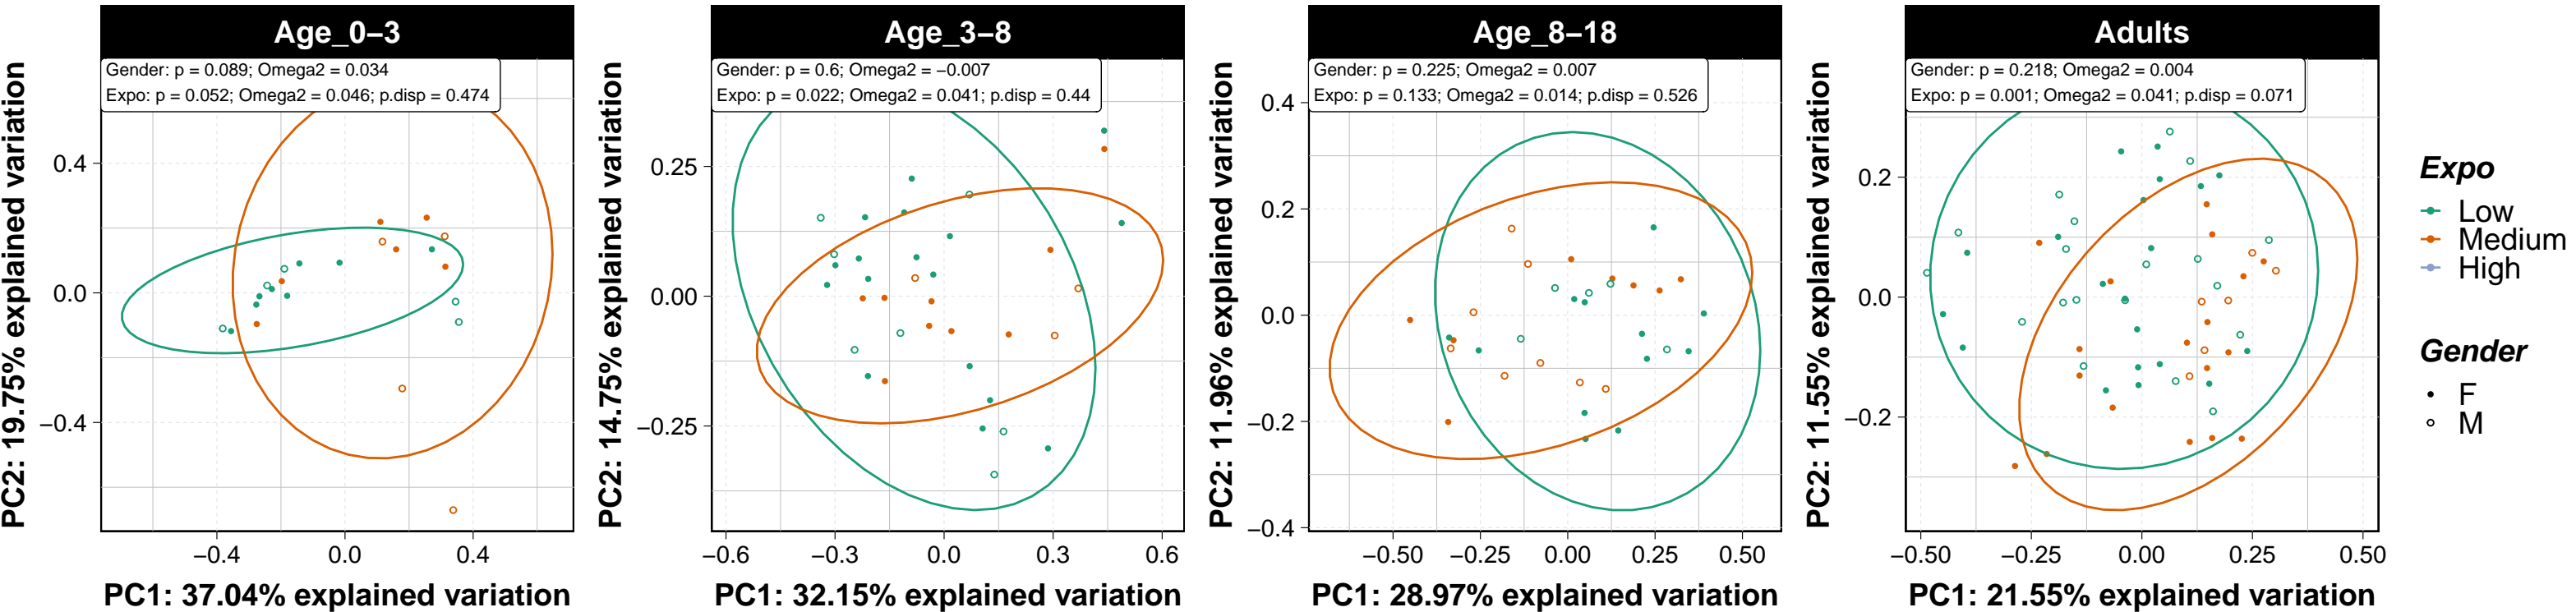 Age_0–3
Gender: p = 0.089; Omega2 = 0.034
Expo: p = 0.052; Omega2 = 0.046; p.disp = 0.474
PC2: 19.75% explained variation
0.4
0.0
−0.4
−0.4 0.0 0.4
PC1: 37.04% explained variation
Age_3–8
Gender: p = 0.6; Omega2 = −0.007
Expo: p = 0.022; Omega2 = 0.041; p.disp = 0.44
PC2: 14.75% explained variation
0.25
0.00
−0.25
−0.6 −0.3 0.0 0.3 0.6
PC1: 32.15% explained variation
Age_8–18
Gender: p = 0.225; Omega2 = 0.007
Expo: p = 0.133; Omega2 = 0.014; p.disp = 0.526
PC2: 11.96% explained variation
0.4
0.2
0.0
−0.2
−0.4
−0.50 −0.25 0.00 0.25 0.50
PC1: 28.97% explained variation
Adults
Gender: p = 0.218; Omega2 = 0.004
Expo: p = 0.001; Omega2 = 0.041; p.disp = 0.071
PC2: 11.55% explained variation
0.2
0.0
−0.2
−0.50 −0.25 0.00 0.25 0.50
PC1: 21.55% explained variation
Expo
Low
Medium
High
Gender
F
M